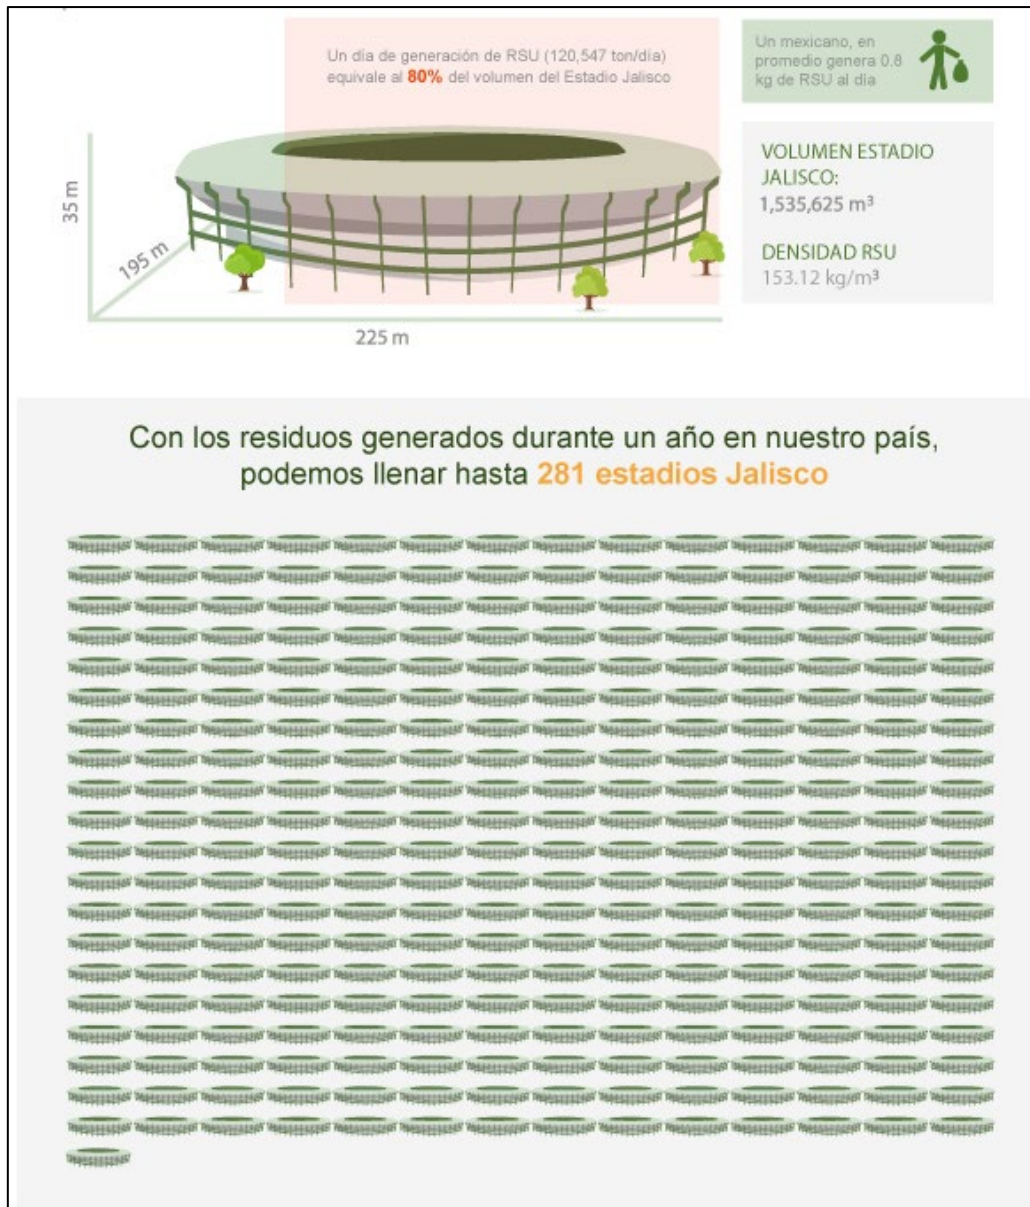 Un día de generación de RSU (120,547 ton/día)
equivale al 80% del volumen del Estadio Jalisco
Un mexicano, en
promedio genera 0.8
kg de RSU al día
35 m
195 m
225 m
VOLUMEN ESTADIO
JALISCO:
1,535,625 m³
DENSIDAD RSU
153.12 kg/m³
Con los residuos generados durante un año en nuestro país,
podemos llenar hasta 281 estadios Jalisco